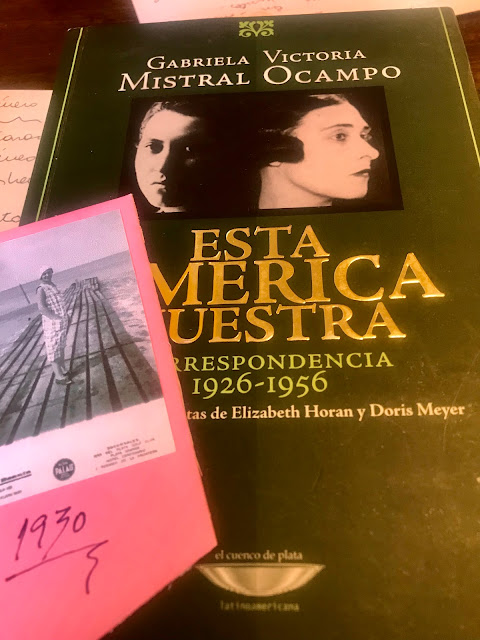 GABRIELA VICTORIA
MISTRAL OCAMPO
ESTA
MERICA
UESTRA
RRESPONDENCIA
1926-1956
tas de Elizabeth Horan y Doris Meyer
PALAU
1930
el cuenco de plata
latinoamericana